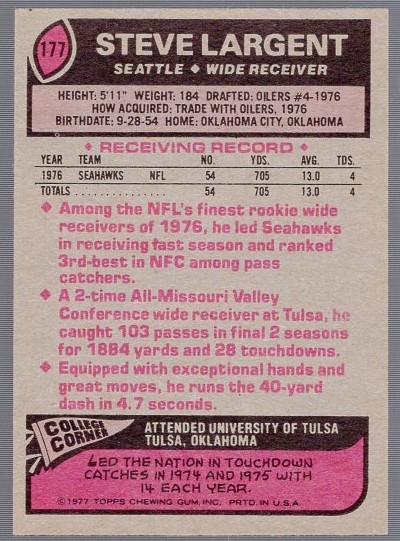 177
STEVE LARGENT
SEATTLE • WIDE RECEIVER
HEIGHT: 5'11" WEIGHT: 184 DRAFTED: OILERS #4-1976
HOW ACQUIRED: TRADE WITH OILERS, 1976
BIRTHDATE: 9-28-54 HOME: OKLAHOMA CITY, OKLAHOMA
◆ RECEIVING RECORD ◆
YEAR TEAM NO. YDS. AVG. TDS.
1976 SEAHAWKS NFL 54 705 13.0 4
TOTALS . . . . . . . . . . . . . . . 54 705 13.0 4
◆ Among the NFL's finest rookie wide
receivers of 1976, he led Seahawks
in receiving last season and ranked
3rd-best in NFC among pass
catchers.
◆ A 2-time All-Missouri Valley
Conference wide receiver at Tulsa, he
caught 103 passes in final 2 seasons
for 1884 yards and 28 touchdowns.
◆ Equipped with exceptional hands and
great moves, he runs the 40-yard
dash in 4.7 seconds.
COLLEGE
CORNER
ATTENDED UNIVERSITY OF TULSA
TULSA, OKLAHOMA
LED THE NATION IN TOUCHDOWN
CATCHES IN 1974 AND 1975 WITH
14 EACH YEAR.
©1977 TOPPS CHEWING GUM, INC. PRTD. IN U.S.A.